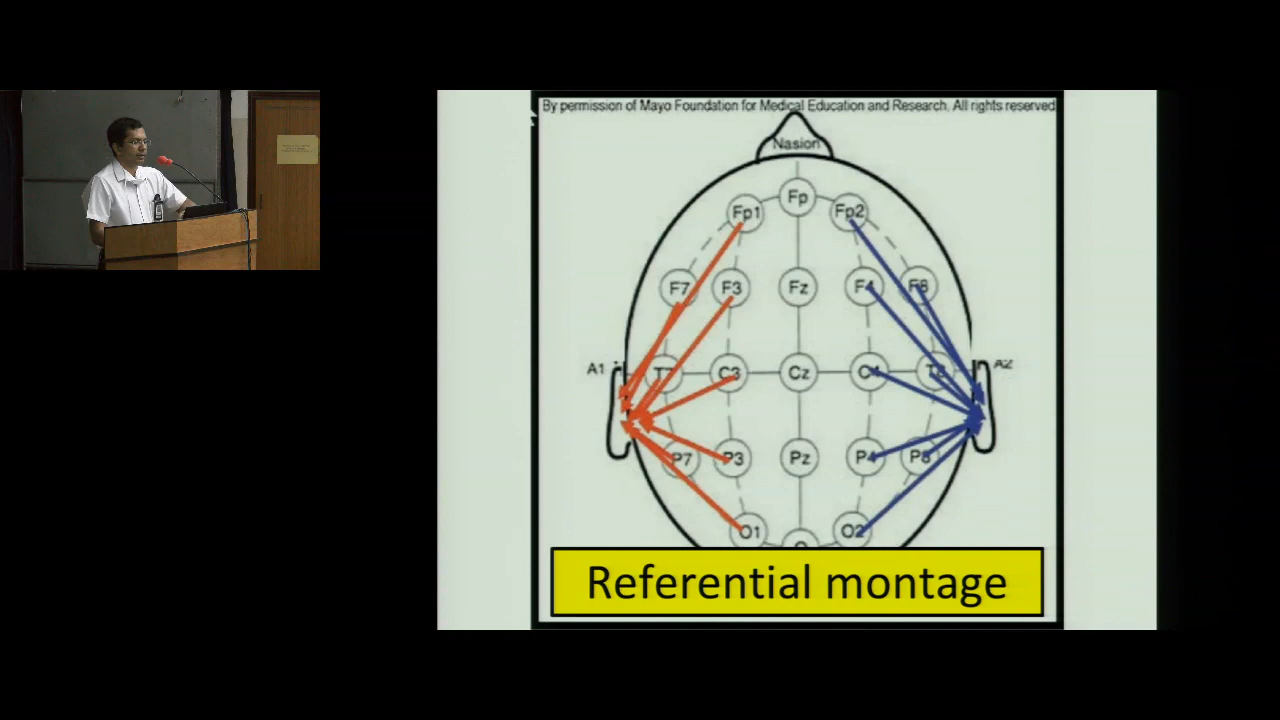 By permission of Mayo Foundation for Medical Education and Research. All rights reserved
Nasion
Fp1 Fp Fp2
F7 F3 Fz F4 F8
A1 T7 C3 Cz C4 A2
P7 P3 Pz P4 P8
O1 O2
Referential montage